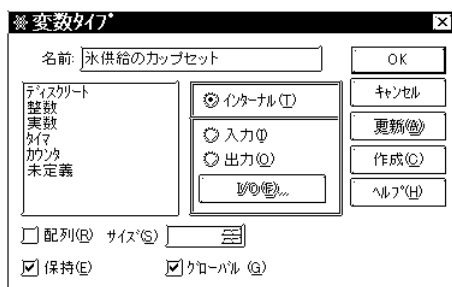 変数ﾀｲﾌﾟ
名前: 氷供給のカップセット
OK
ﾃﾞｨｽｸﾘｰﾄ
整数
実数
ﾀｲﾏ
ｶｳﾝﾀ
未定義
ｲﾝﾀｰﾅﾙ(T)
入力(I)
出力(O)
I/O(E)...
ｷｬﾝｾﾙ
更新(@)
作成(C)
ﾍﾙﾌﾟ(H)
配列(R) ｻｲｽﾞ(S)
保持(E) ｸﾞﾛｰﾊﾞﾙ (G)